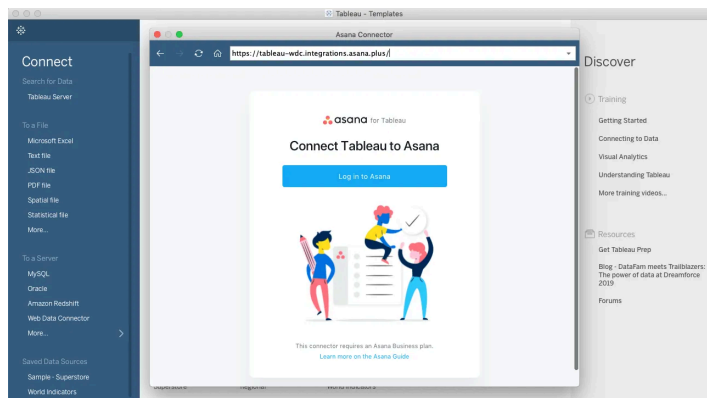 Tableau - Templates
Asana Connector
https://tableau-wdc.integrations.asana.plus/
Connect
Search for Data
Tableau Server
To a File
Microsoft Excel
Text file
JSON file
PDF file
Spatial file
Statistical file
More...
To a Server
MySQL
Oracle
Amazon Redshift
Web Data Connector
More...
Saved Data Sources
Sample - Superstore
World Indicators
asana for Tableau
Connect Tableau to Asana
Log in to Asana
This connector requires an Asana Business plan.
Learn more on the Asana Guide
Superstore
Regional
World Indicators
Discover
Training
Getting Started
Connecting to Data
Visual Analytics
Understanding Tableau
More training videos...
Resources
Get Tableau Prep
Blog - DataFam meets Trailblazers:
The power of data at Dreamforce
2019
Forums